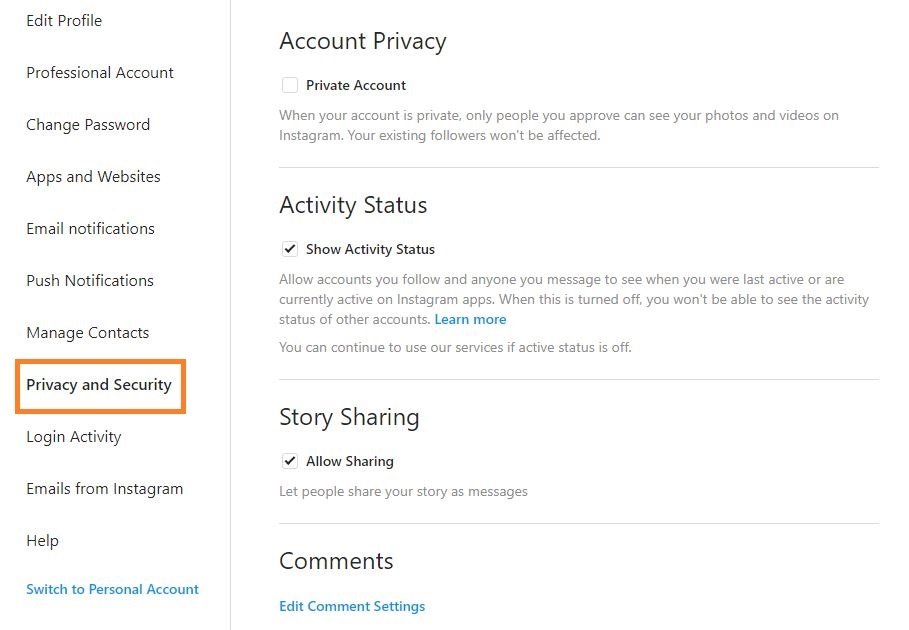 Edit Profile
Professional Account
Change Password
Apps and Websites
Email notifications
Push Notifications
Manage Contacts
Privacy and Security
Login Activity
Emails from Instagram
Help
Switch to Personal Account
Account Privacy
Private Account
When your account is private, only people you approve can see your photos and videos on
Instagram. Your existing followers won't be affected.
Activity Status
Show Activity Status
Allow accounts you follow and anyone you message to see when you were last active or are
currently active on Instagram apps. When this is turned off, you won't be able to see the activity
status of other accounts. Learn more
You can continue to use our services if active status is off.
Story Sharing
Allow Sharing
Let people share your story as messages
Comments
Edit Comment Settings